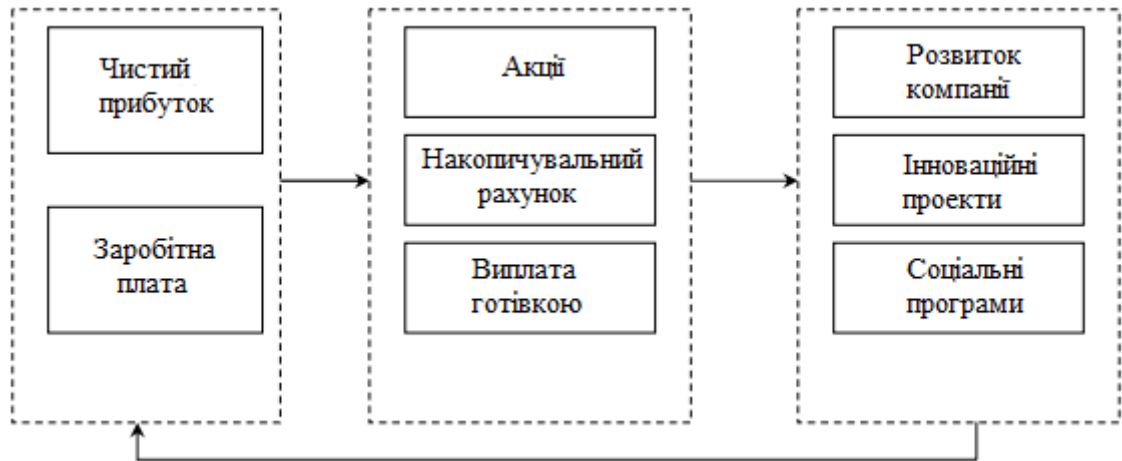 Чистий
прибуток
Заробітна
плата
Акції
Накопичувальний
рахунок
Виплата
готівкою
Розвиток
компанії
Інноваційні
проекти
Соціальні
програми